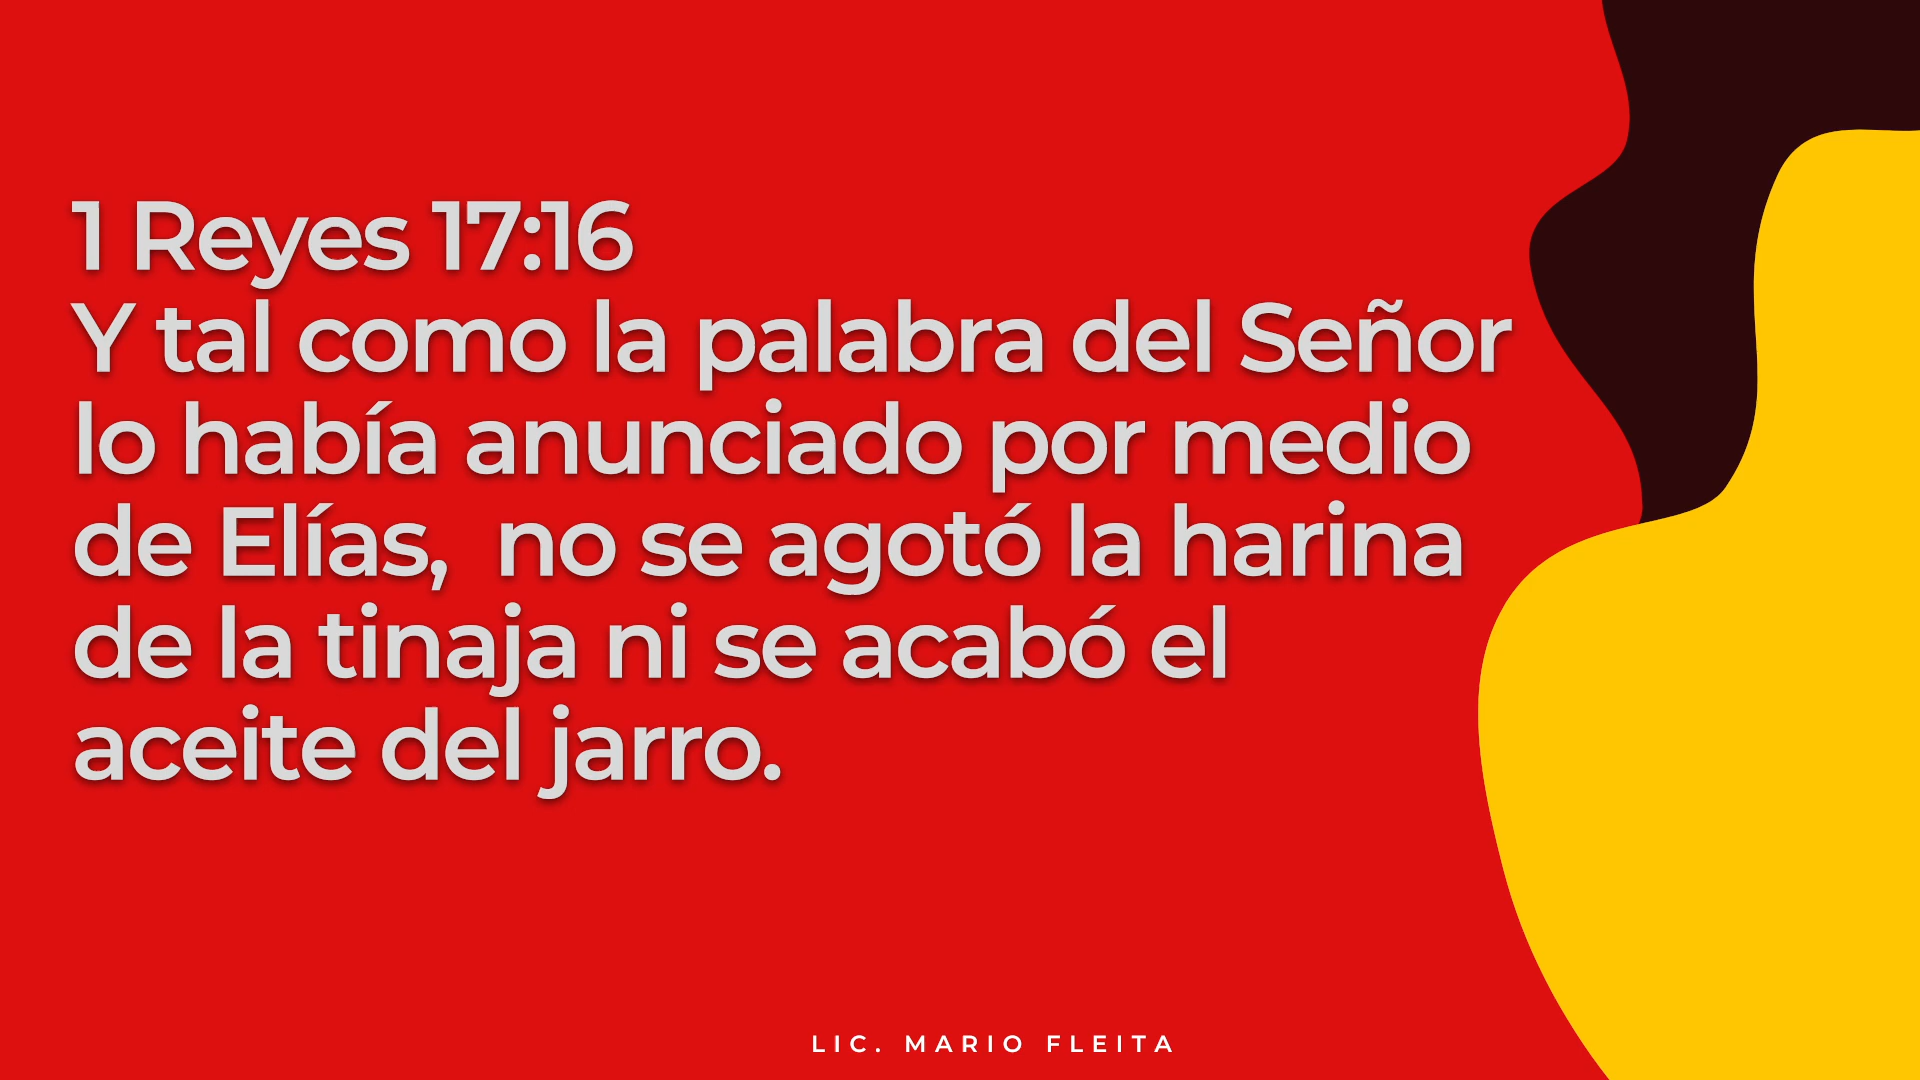 1 Reyes 17:16
Y tal como la palabra del Señor
lo había anunciado por medio
de Elías,  no se agotó la harina
de la tinaja ni se acabó el
aceite del jarro.
LIC. MARIO FLEITA